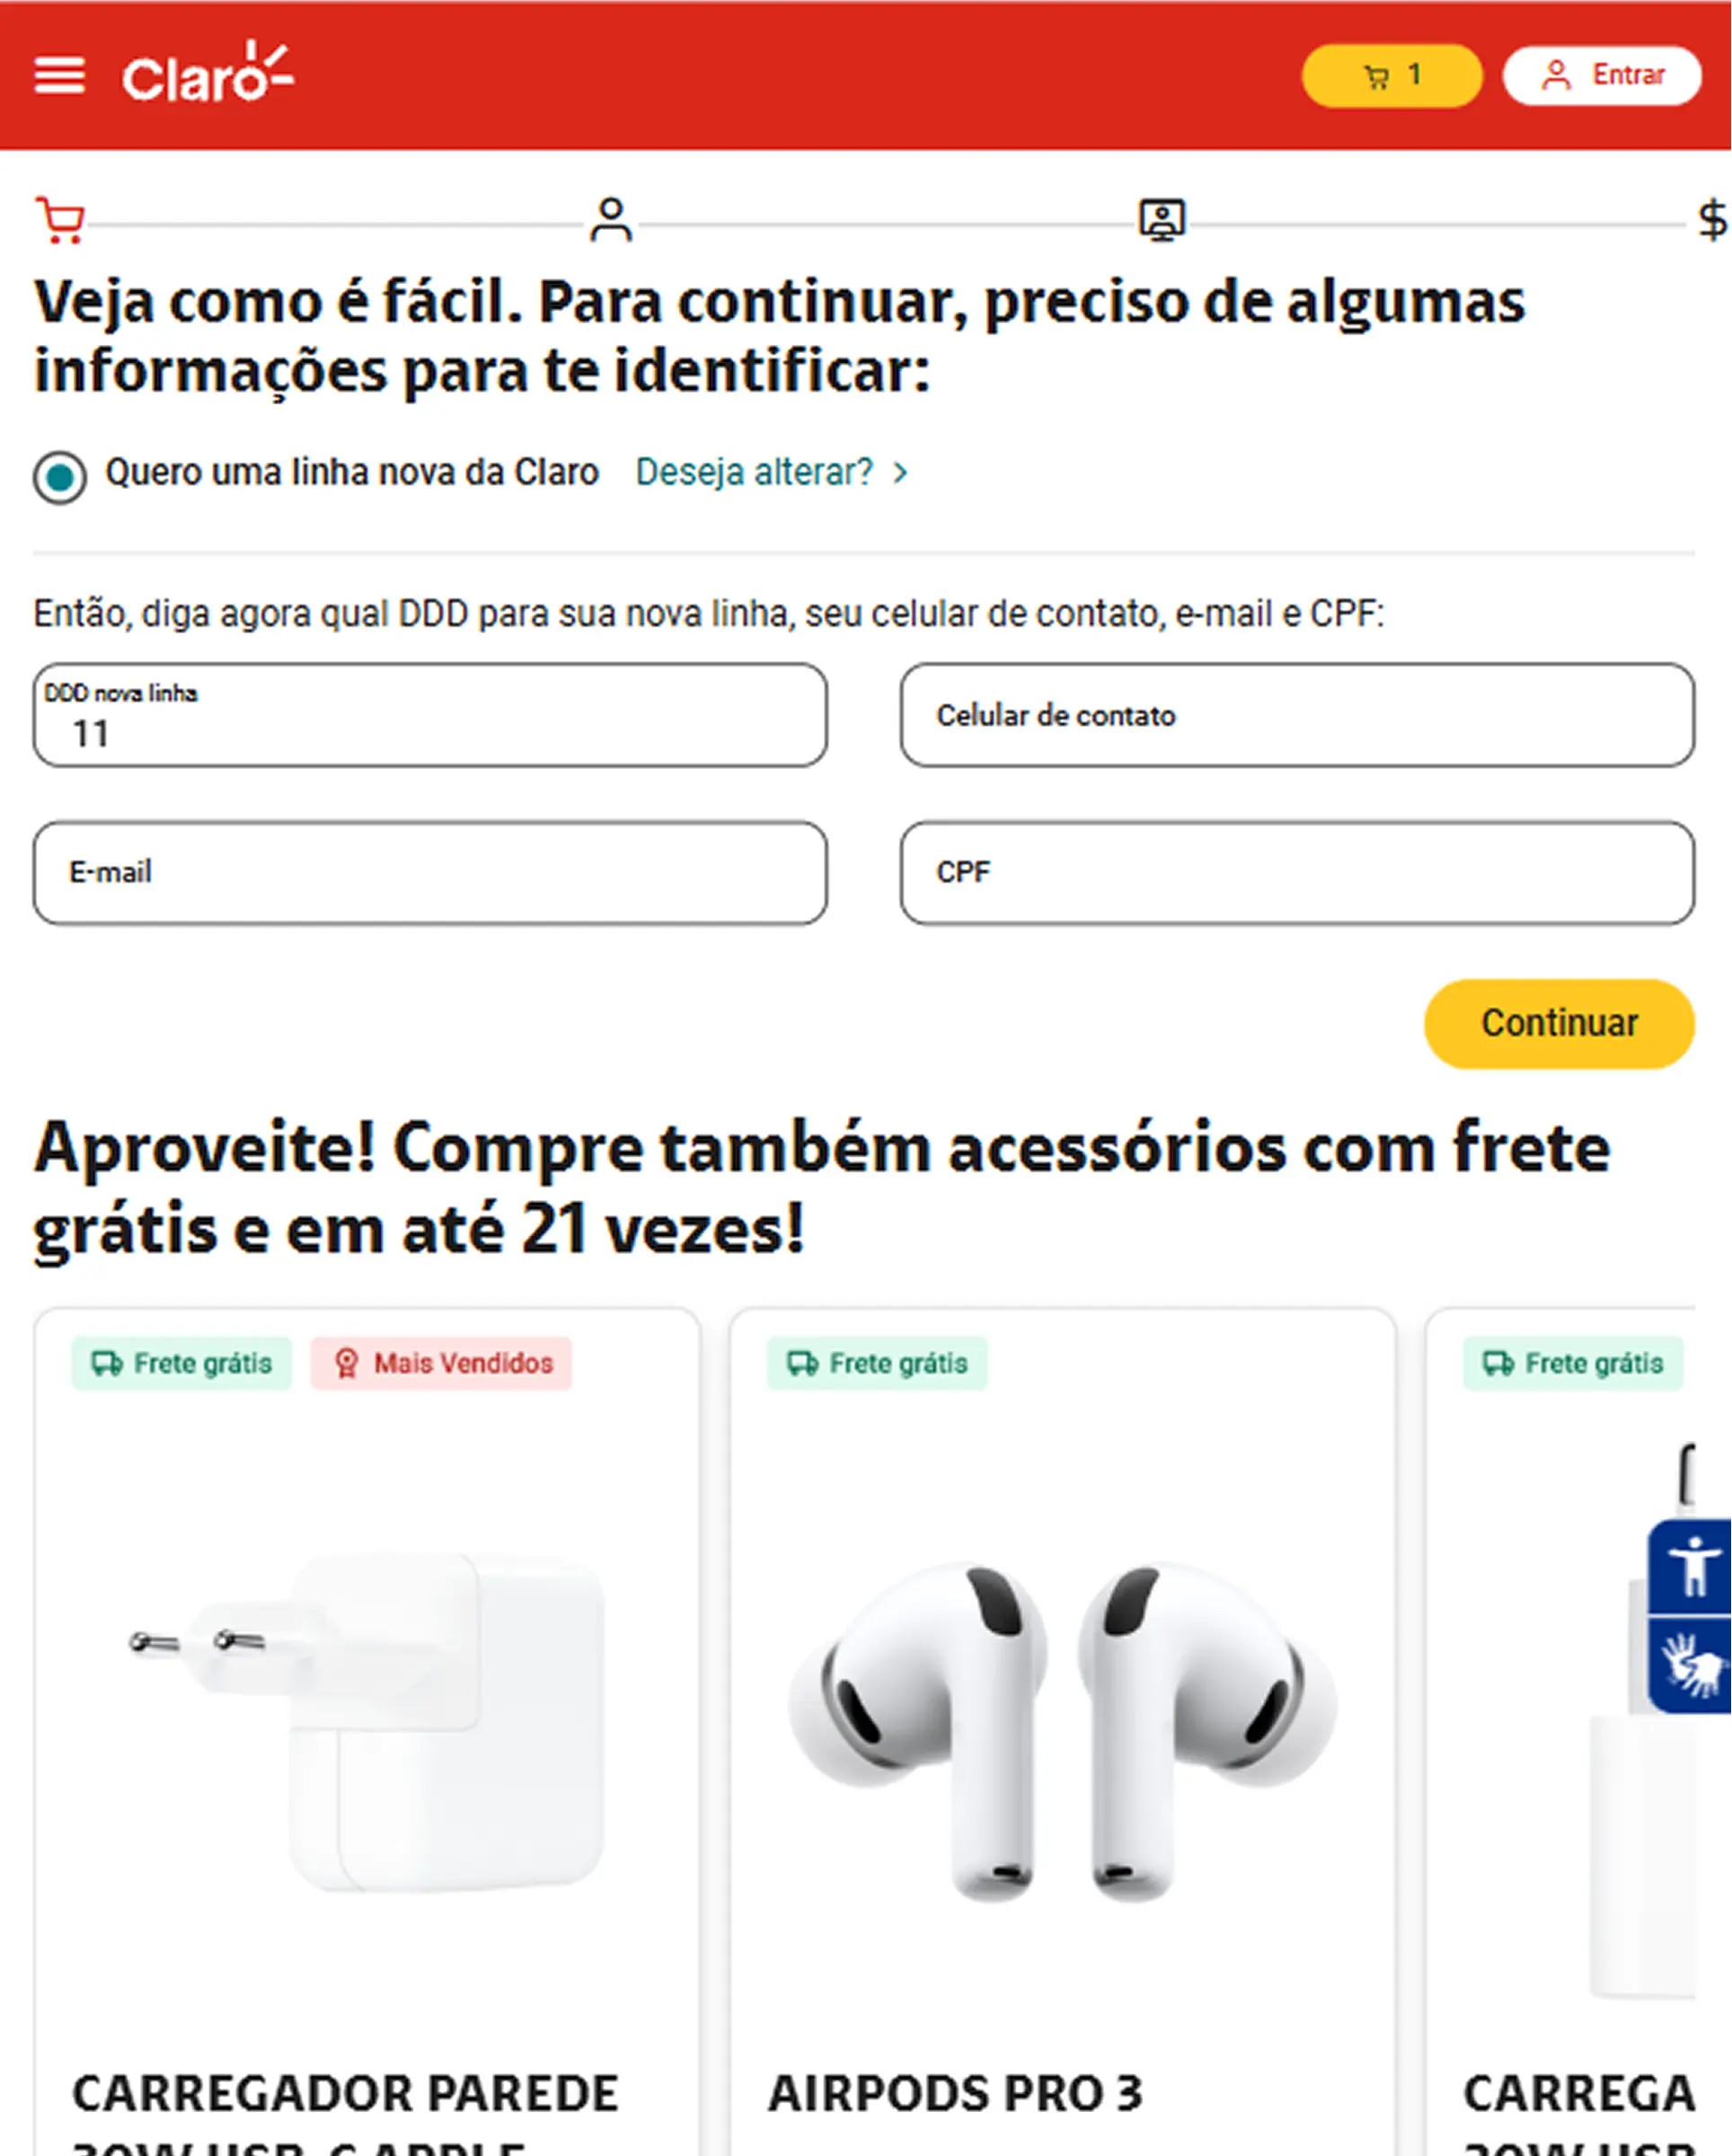 Claro
1
Entrar
Veja como é fácil. Para continuar, preciso de algumas
informações para te identificar:
Quero uma linha nova da Claro Deseja alterar? >
Então, diga agora qual DDD para sua nova linha, seu celular de contato, e-mail e CPF:
DDD nova linha
11
Celular de contato
E-mail
CPF
Continuar
Aproveite! Compre também acessórios com frete
grátis e em até 21 vezes!
Frete grátis
Mais Vendidos
Frete grátis
Frete grátis
CARREGADOR PAREDE
AIRPODS PRO 3
CARREGA